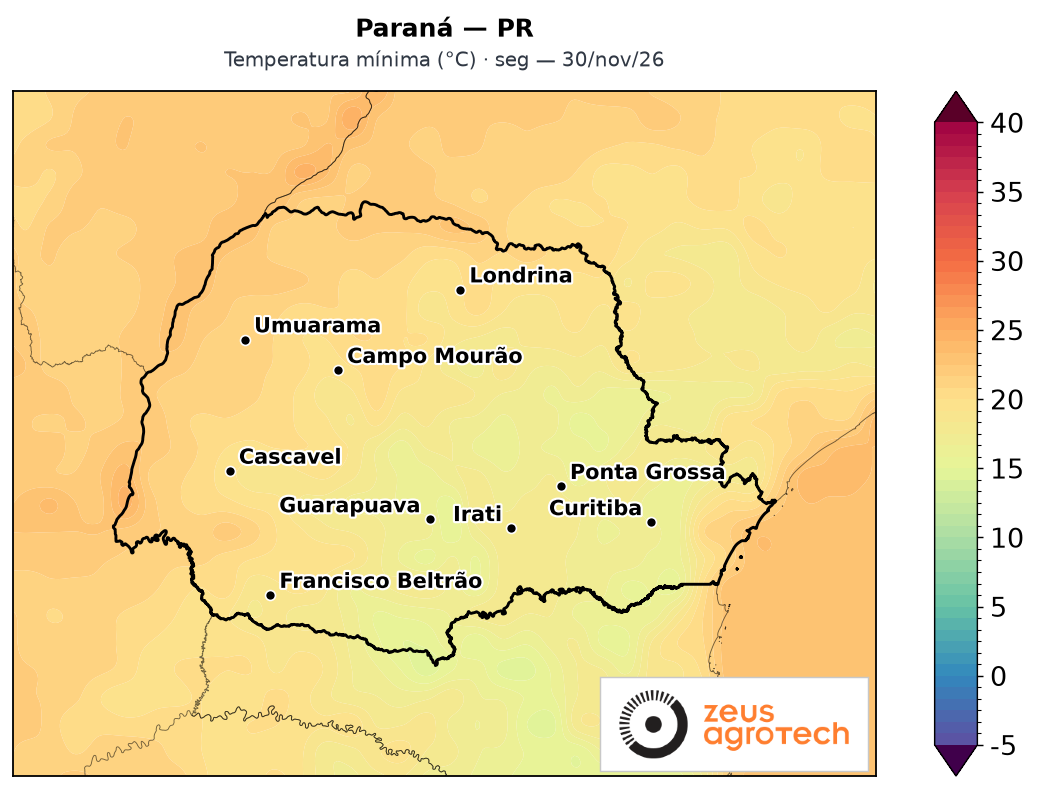 Paraná — PR
Temperatura mínima (°C) · seg — 30/nov/26
Londrina
Umuarama
Campo Mourão
Cascavel
Ponta Grossa
Guarapuava
Irati
Curitiba
Francisco Beltrão
zeus
agrotech
40
35
30
25
20
15
10
5
0
-5